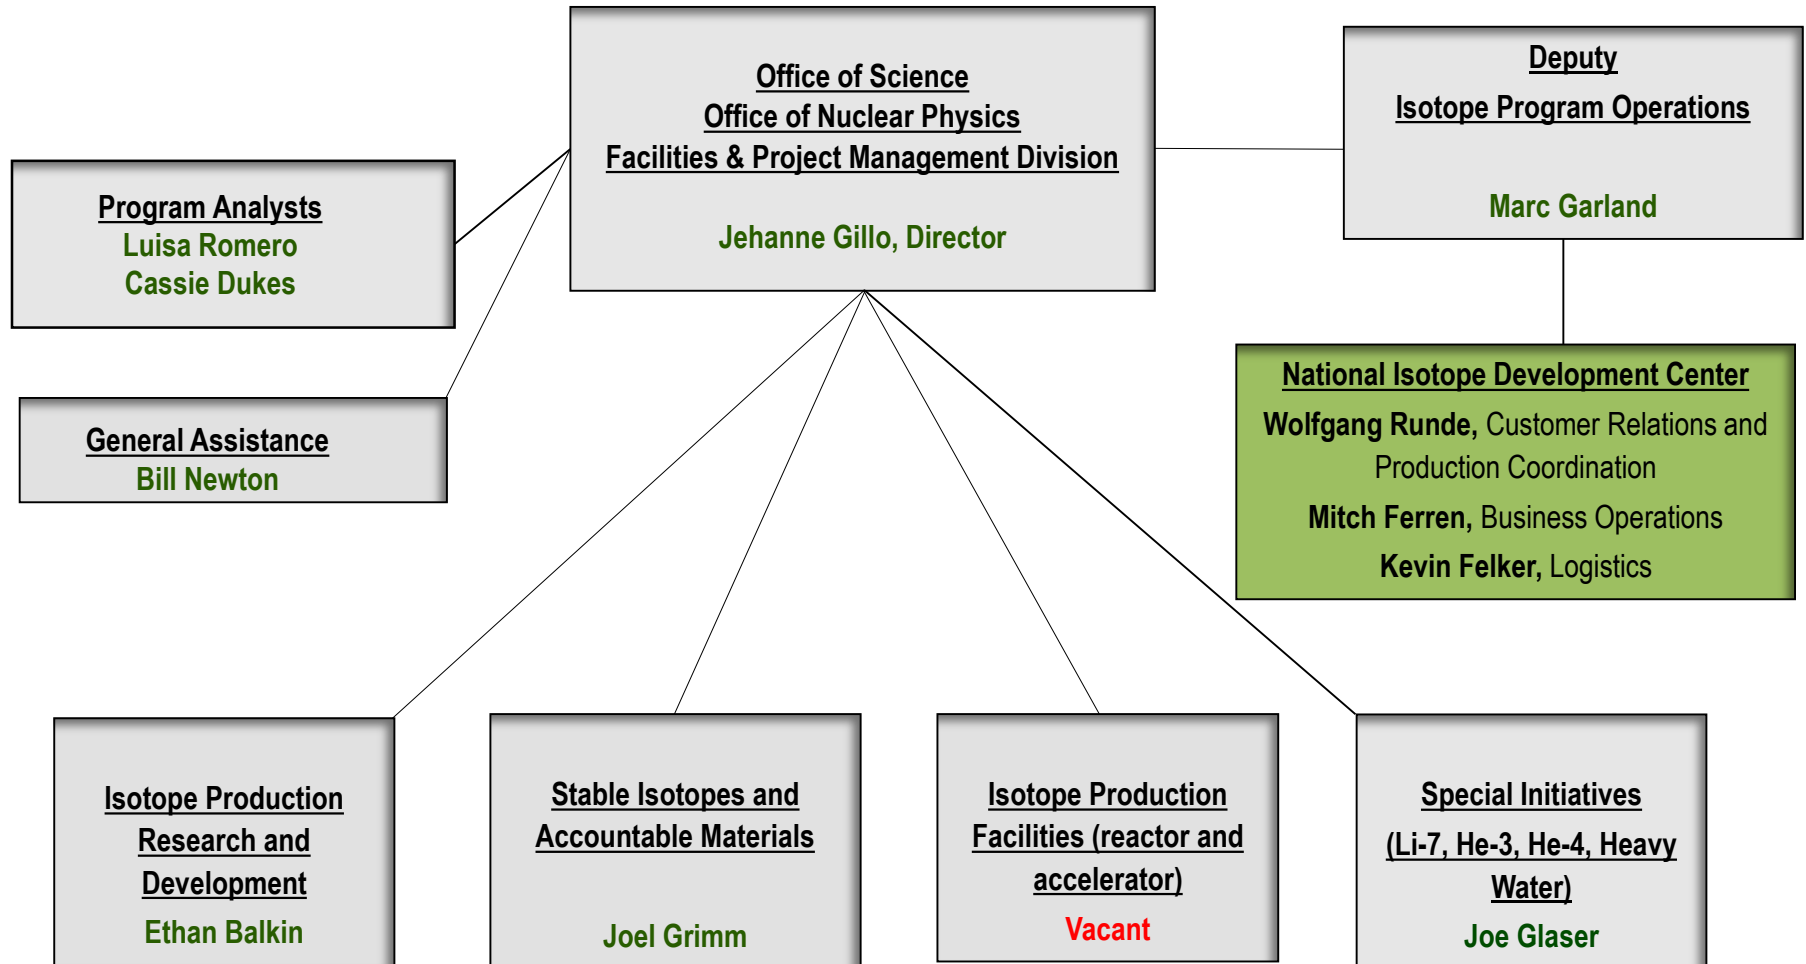 Office of Science
Office of Nuclear Physics
Facilities & Project Management Division
Jehanne Gillo, Director
Deputy
Isotope Program Operations
Marc Garland
Program Analysts
Luisa Romero
Cassie Dukes
General Assistance
Bill Newton
National Isotope Development Center
Wolfgang Runde, Customer Relations and
Production Coordination
Mitch Ferren, Business Operations
Kevin Felker, Logistics
Isotope Production
Research and
Development
Ethan Balkin
Stable Isotopes and
Accountable Materials
Joel Grimm
Isotope Production
Facilities (reactor and
accelerator)
Vacant
Special Initiatives
(Li-7, He-3, He-4, Heavy
Water)
Joe Glaser